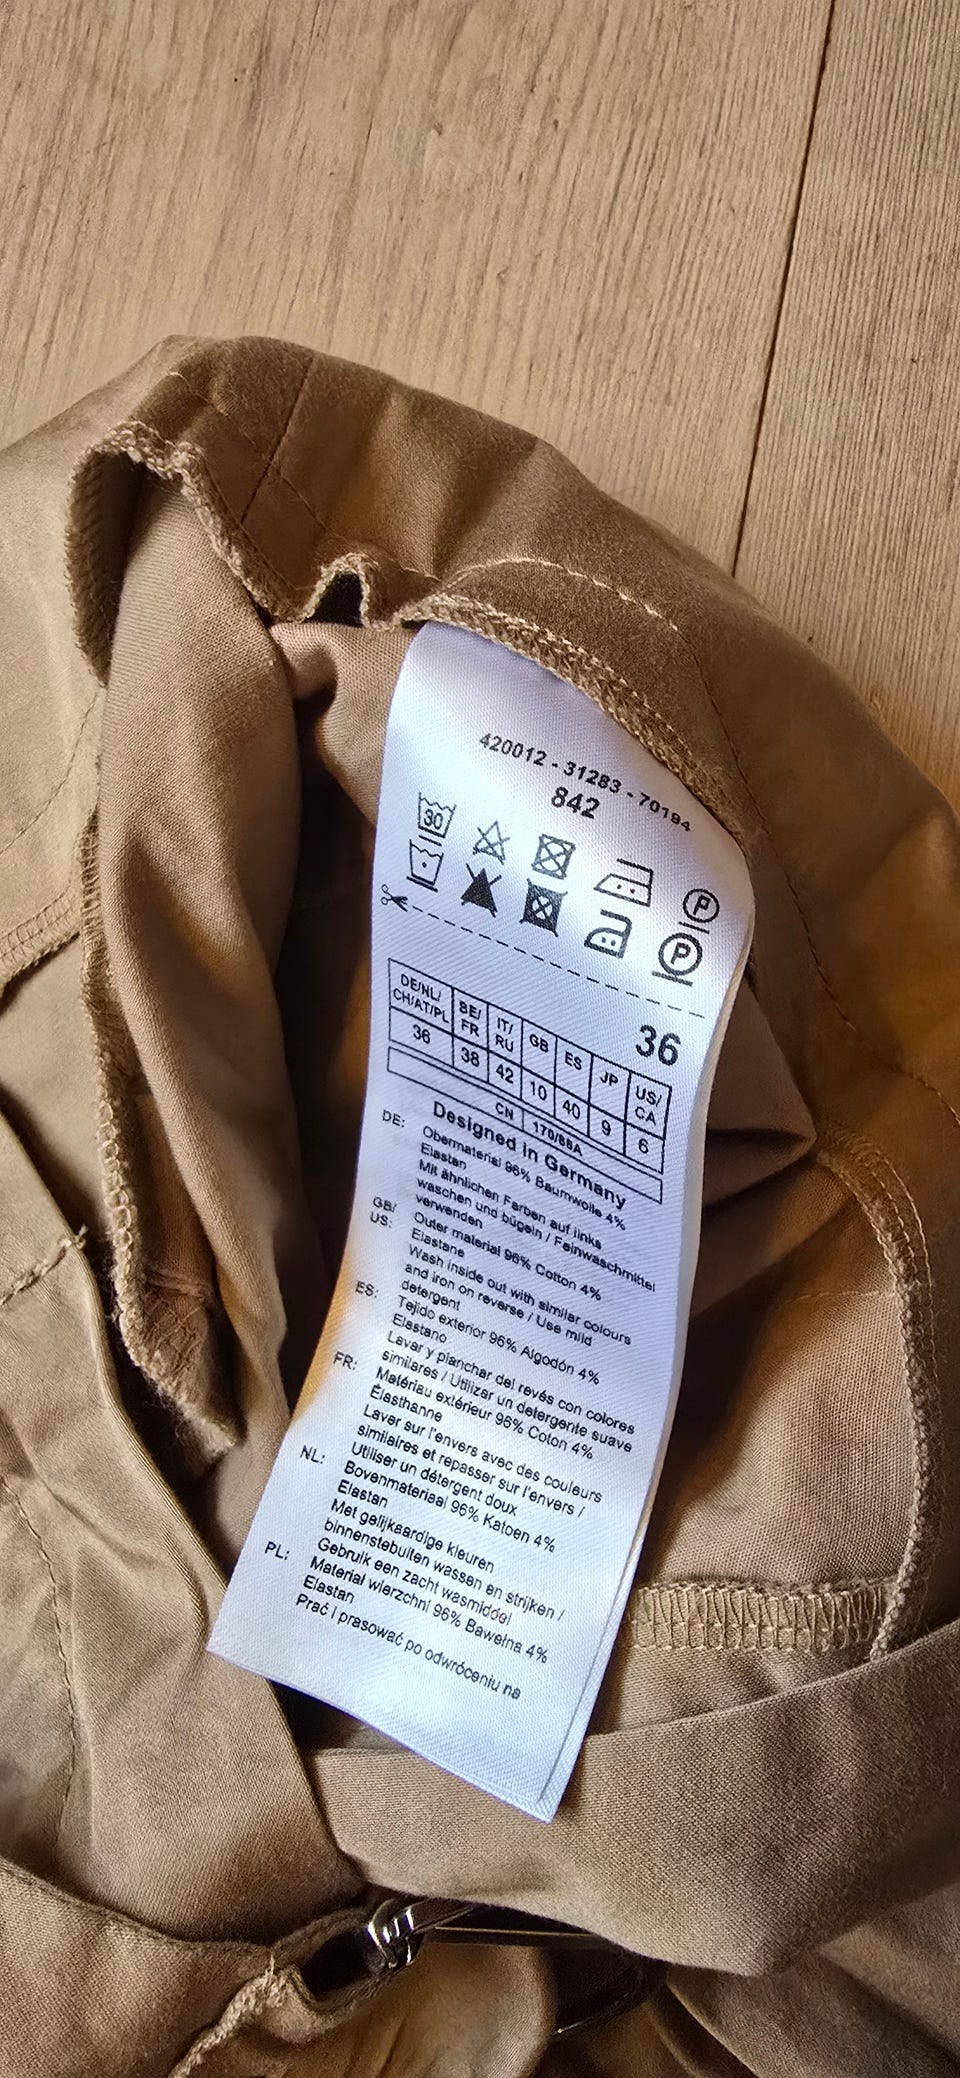 420012 - 31283 - 70194
842
30
P
P
36
DE/NL/ CH/AT/PL BE/ FR IT/ RU GB ES JP US/ CA
36 38 42 10 40 9 6
CN 170/88A
Designed in Germany
DE: Obermaterial 96% Baumwolle 4%
Elastan
Mit ähnlichen Farben auf links
waschen und bügeln / Feinwaschmittel
verwenden
GB/ US: Outer material 96% Cotton 4%
Elastane
Wash inside out with similar colours
and iron on reverse / Use mild
detergent
ES: Tejido exterior 96% Algodón 4%
Elastano
Lavar y planchar del revés con colores
similares / Utilizar un detergente suave
FR: Matériau extérieur 96% Coton 4%
Élasthanne
Laver sur l'envers avec des couleurs
similaires et repasser sur l'envers /
Utiliser un détergent doux
NL: Bovenmateriaal 96% Katoen 4%
Elastan
Met gelijkaardige kleuren
binnenstebuiten wassen en strijken /
Gebruik een zacht wasmiddel
PL: Materiał wierzchni 96% Bawełna 4%
Elastan
Prać i prasować po odwróceniu na